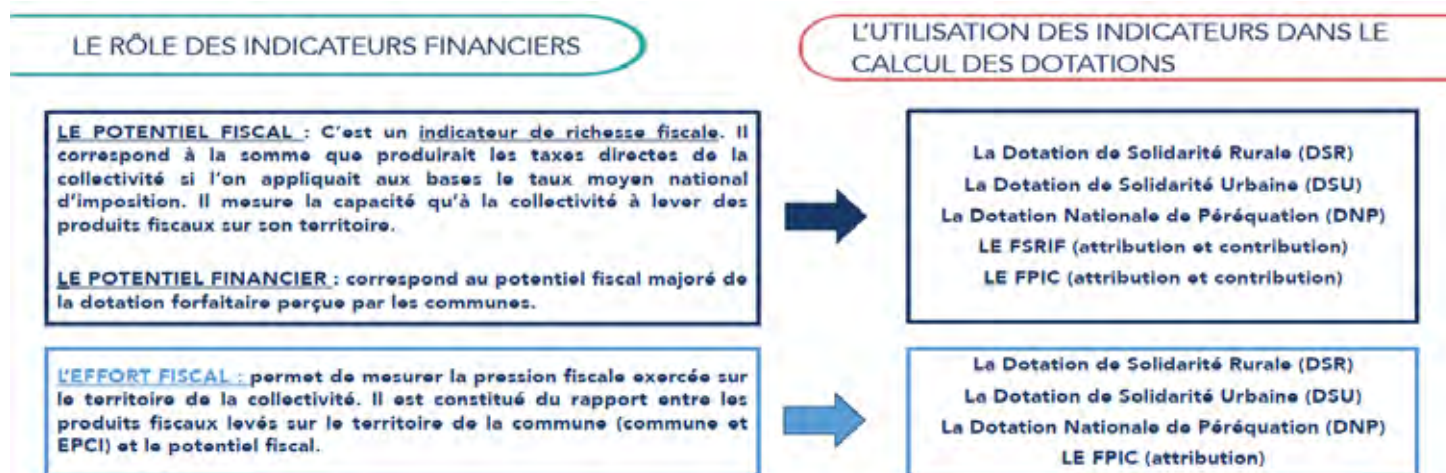 LE RÔLE DES INDICATEURS FINANCIERS
L'UTILISATION DES INDICATEURS DANS LE
CALCUL DES DOTATIONS
LE POTENTIEL FISCAL : C'est un indicateur de richesse fiscale. Il
correspond à la somme que produirait les taxes directes de la
collectivité si l'on appliquait aux bases le taux moyen national
d'imposition. Il mesure la capacité qu'à la collectivité à lever des
produits fiscaux sur son territoire.
LE POTENTIEL FINANCIER : correspond au potentiel fiscal majoré de
la dotation forfaitaire perçue par les communes.
La Dotation de Solidarité Rurale (DSR)
La Dotation de Solidarité Urbaine (DSU)
La Dotation Nationale de Péréquation (DNP)
LE FSRIF (attribution et contribution)
LE FPIC (attribution et contribution)
L'EFFORT FISCAL : permet de mesurer la pression fiscale exercée sur
le territoire de la collectivité. Il est constitué du rapport entre les
produits fiscaux levés sur le territoire de la commune (commune et
EPCI) et le potentiel fiscal.
La Dotation de Solidarité Rurale (DSR)
La Dotation de Solidarité Urbaine (DSU)
La Dotation Nationale de Péréquation (DNP)
LE FPIC (attribution)